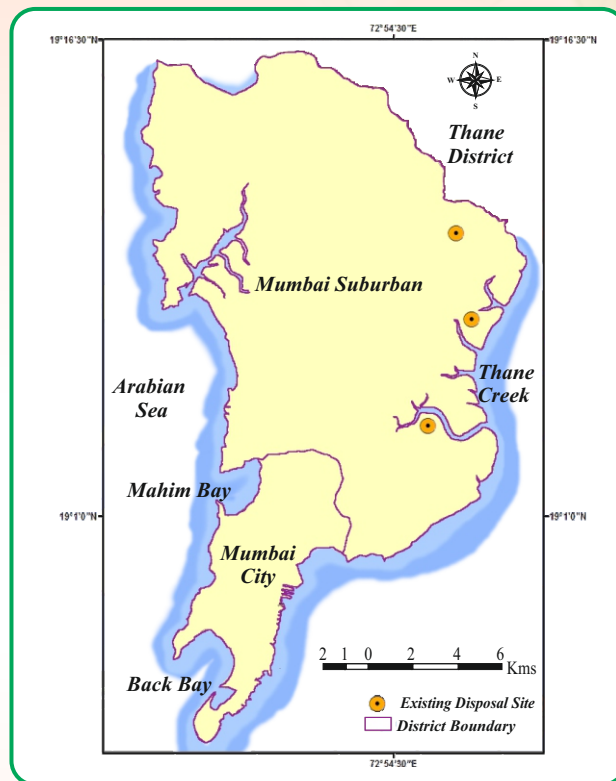 72°54'30"E
19°16'30"N
19°16'30"N
N
W
E
S
Thane
District
Mumbai Suburban
Arabian
Sea
Thane
Creek
Mahim Bay
19°1'0"N
19°1'0"N
Mumbai
City
2 1 0 2 4 6
Kms
Back Bay
Existing Disposal Site
District Boundary
72°54'30"E